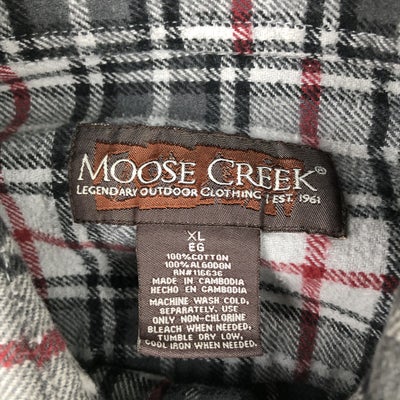 MOOSE CREEK®
LEGENDARY OUTDOOR CLOTHING | EST. 1961
XL
EG
100% COTTON
100% ALGODON
RN# 116636
MADE IN CAMBODIA
HECHO EN CAMBODIA
MACHINE WASH COLD,
SEPARATELY, USE
ONLY NON-CHLORINE
BLEACH WHEN NEEDED,
TUMBLE DRY LOW,
COOL IRON WHEN NEEDED.